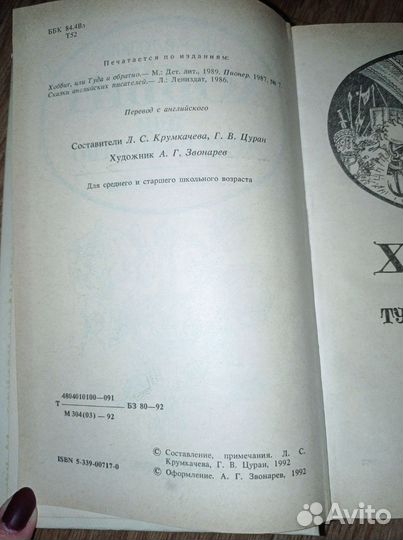 ББК 84.4Вл
Т52
Печатается по изданиям:
Хоббит, или Туда и обратно.— М.: Дет. лит., 1989. Пионер. 1987. № 7
Сказки английских писателей.— Л.: Лениздат, 1986.
Перевод с английского
Составители Л. С. Крумкачева, Г. В. Цуран
Художник А. Г. Звонарев
Для среднего и старшего школьного возраста
4804010100—091
Т БЗ 80—92
М 304(03) — 92
ISBN 5-339-00717-0
© Составление, примечания. Л. С.
Крумкачева, Г. В. Цуран, 1992
© Оформление. А. Г. Звонарев, 1992
Х
ТУ
Avito